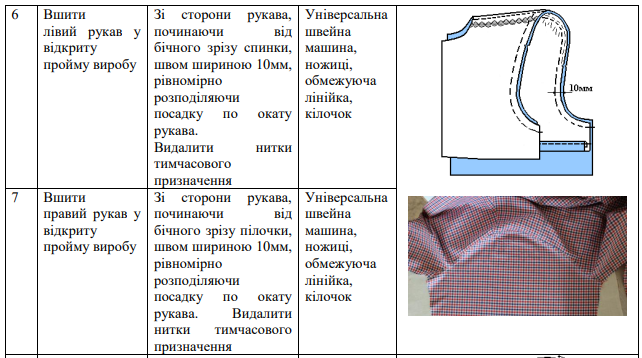 6
Вшити
лівий рукав у
відкриту
пройму виробу
Зі сторони рукава,
починаючи від
бічного зрізу спинки,
швом шириною 10мм,
рівномірно
розподіляючи
посадку по окату
рукава.
Видалити нитки
тимчасового
призначення
Універсальна
швейна
машина,
ножиці,
обмежуюча
лінійка,
кілочок
10мм
7
Вшити
правий рукав у
відкриту
пройму виробу
Зі сторони рукава,
починаючи від
бічного зрізу пілочки,
швом шириною 10мм,
рівномірно
розподіляючи
посадку по окату
рукава. Видалити
нитки тимчасового
призначення
Універсальна
швейна
машина,
ножиці,
обмежуюча
лінійка,
кілочок